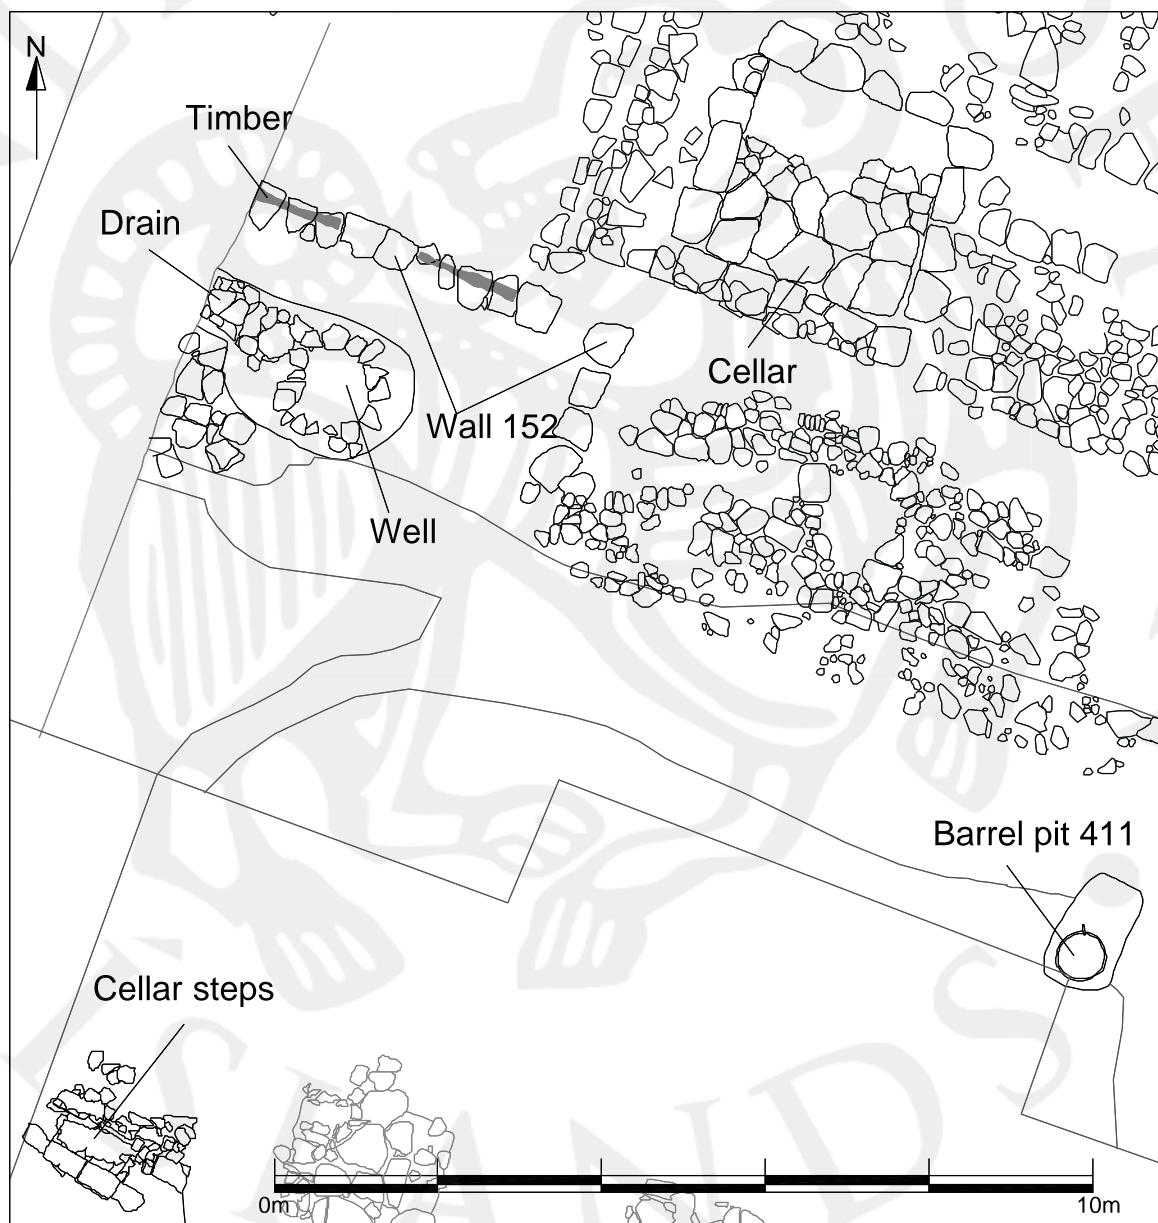 N
Timber
Drain
Cellar
Wall 152
Well
Barrel pit 411
Cellar steps
0m
10m